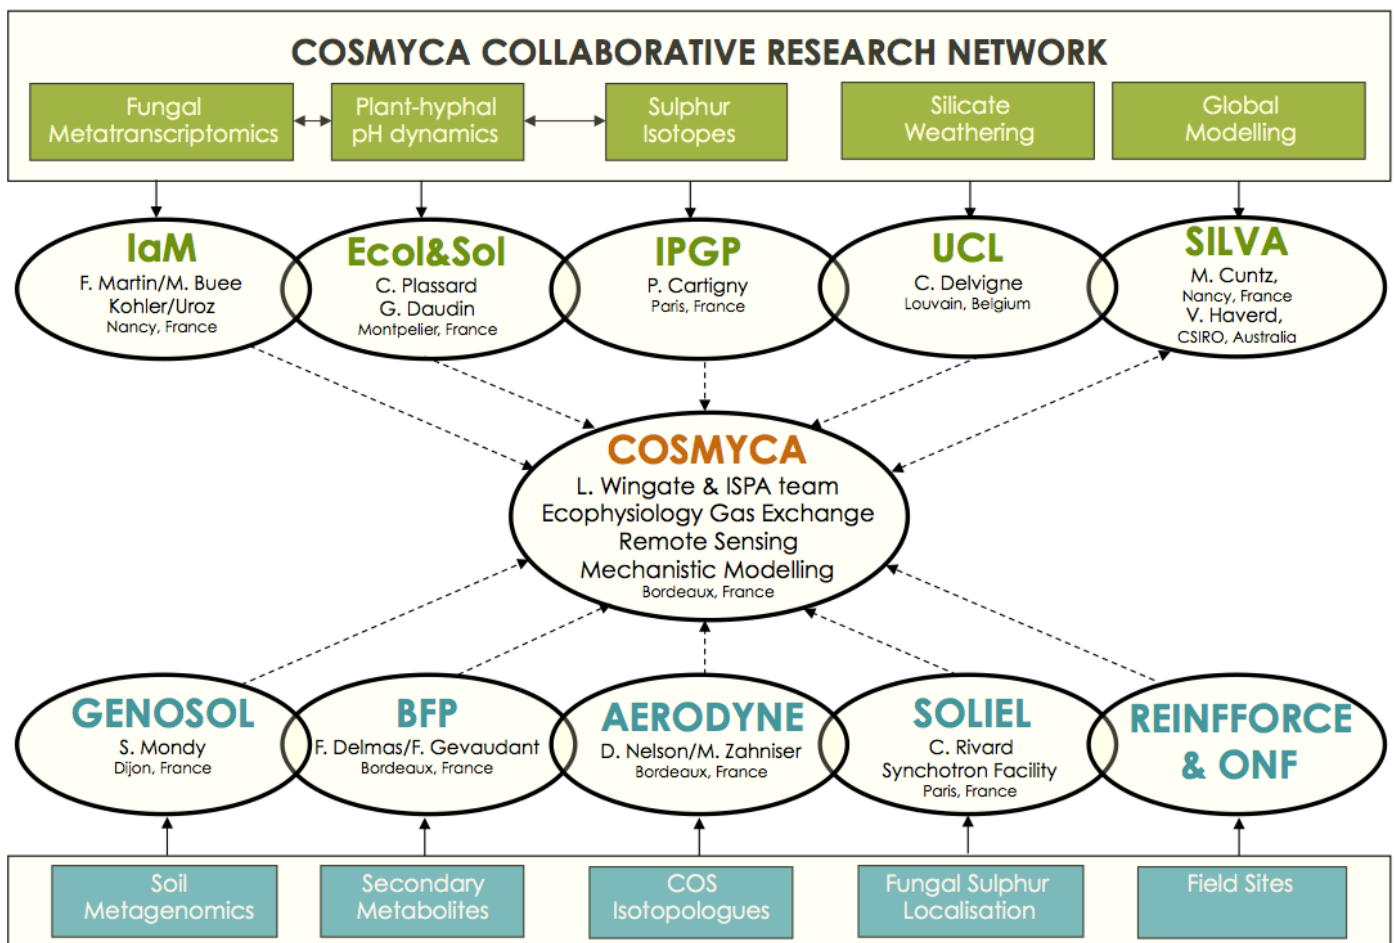 COSMYCA COLLABORATIVE RESEARCH NETWORK
Fungal
Metatranscriptomics
Plant-hyphal
pH dynamics
Sulphur
Isotopes
Silicate
Weathering
Global
Modelling
IaM
F. Martin/M. Buee
Kohler/Uroz
Nancy, France
Ecol&Sol
C. Plassard
G. Daudin
Montpelier, France
IPGP
P. Cartigny
Paris, France
UCL
C. Delvigne
Louvain, Belgium
SILVA
M. Cuntz,
Nancy, France
V. Haverd,
CSIRO, Australia
COSMYCA
L. Wingate & ISPA team
Ecophysiology Gas Exchange
Remote Sensing
Mechanistic Modelling
Bordeaux, France
GENOSOL
S. Mondy
Dijon, France
BFP
F. Delmas/F. Gevaudant
Bordeaux, France
AERODYNE
D. Nelson/M. Zahniser
Bordeaux, France
SOLIEL
C. Rivard
Synchotron Facility
Paris, France
REINFFORCE
& ONF
Soil
Metagenomics
Secondary
Metabolites
COS
Isotopologues
Fungal Sulphur
Localisation
Field Sites